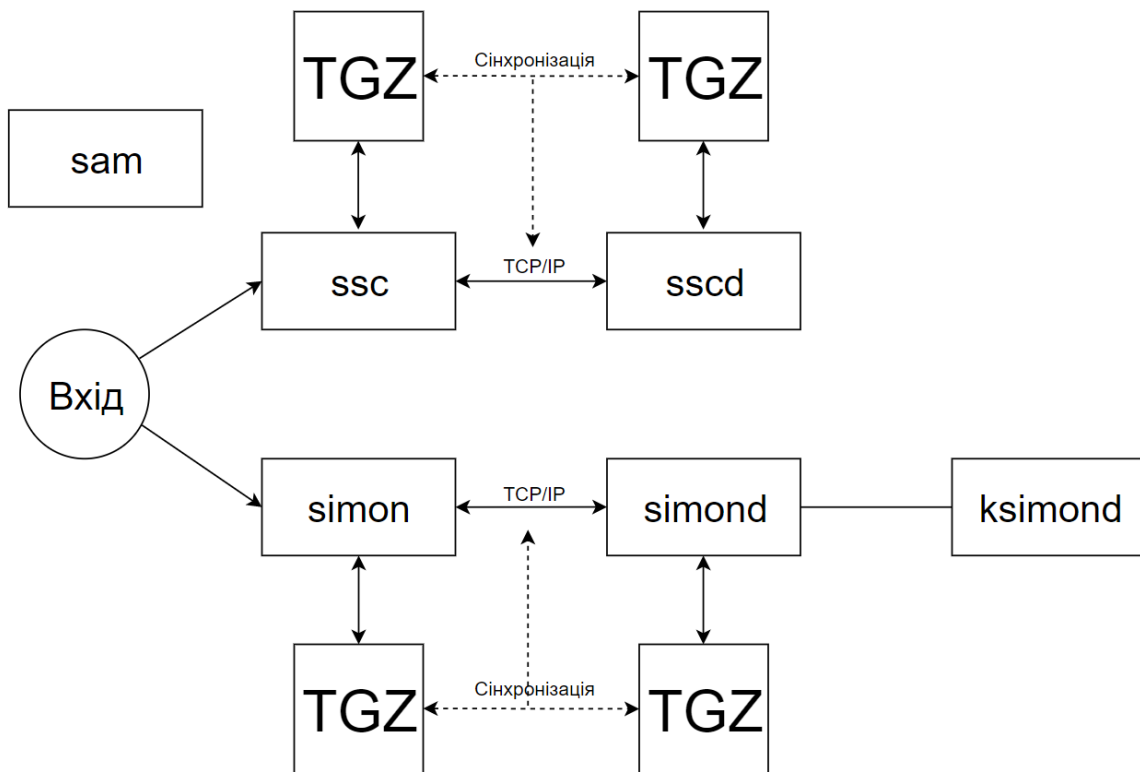 TGZ
Сінхронізація
TGZ
sam
ssc
TCP/IP
sscd
Вхід
simon
TCP/IP
simond
ksimond
TGZ
Сінхронізація
TGZ